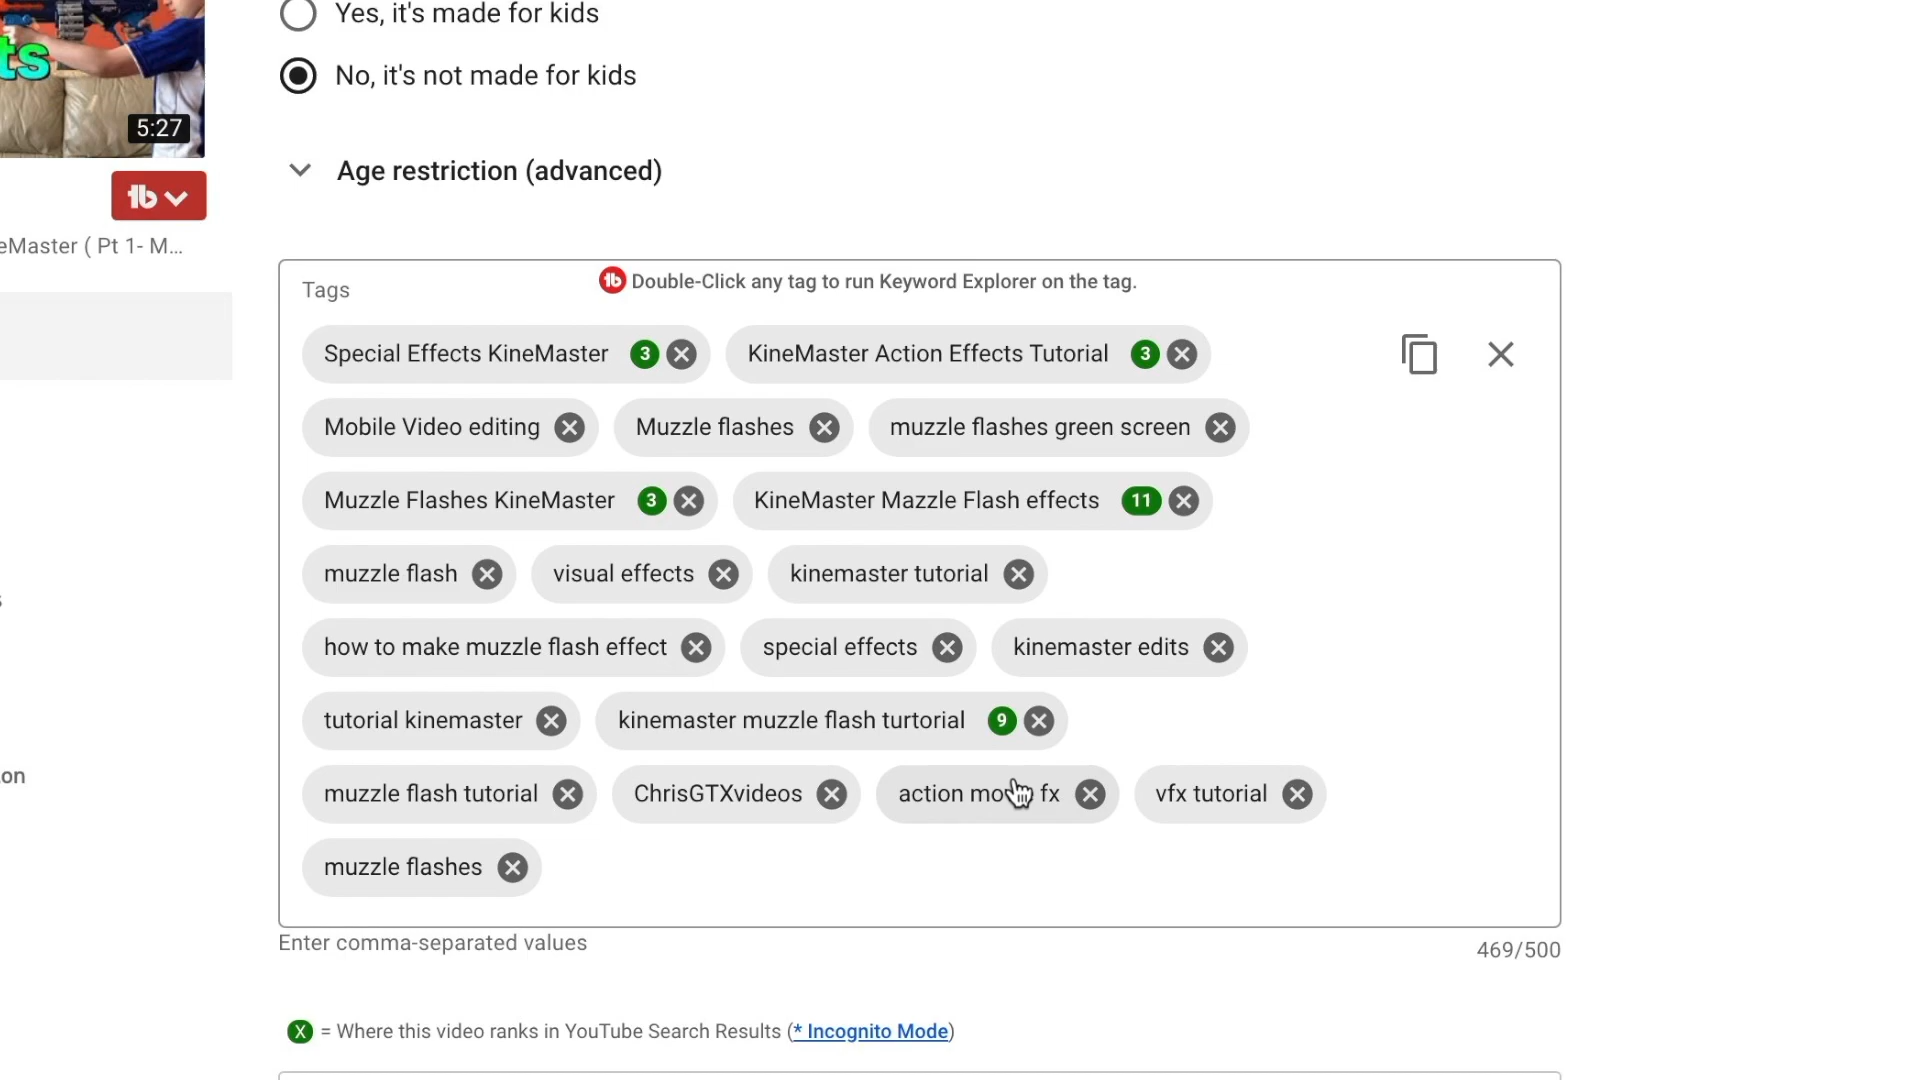 Yes, it's made for kids
No, it's not made for kids
ts
5:27
Age restriction (advanced)
eMaster ( Pt 1- M...
Tags
Double-Click any tag to run Keyword Explorer on the tag.
Special Effects KineMaster 3 KineMaster Action Effects Tutorial 3
Mobile Video editing Muzzle flashes muzzle flashes green screen
Muzzle Flashes KineMaster 3 KineMaster Mazzle Flash effects 11
muzzle flash visual effects kinemaster tutorial
how to make muzzle flash effect special effects kinemaster edits
tutorial kinemaster kinemaster muzzle flash turtorial 9
muzzle flash tutorial ChrisGTXvideos action fx vfx tutorial
on
muzzle flashes
Enter comma-separated values
469/500
X = Where this video ranks in YouTube Search Results (* Incognito Mode)